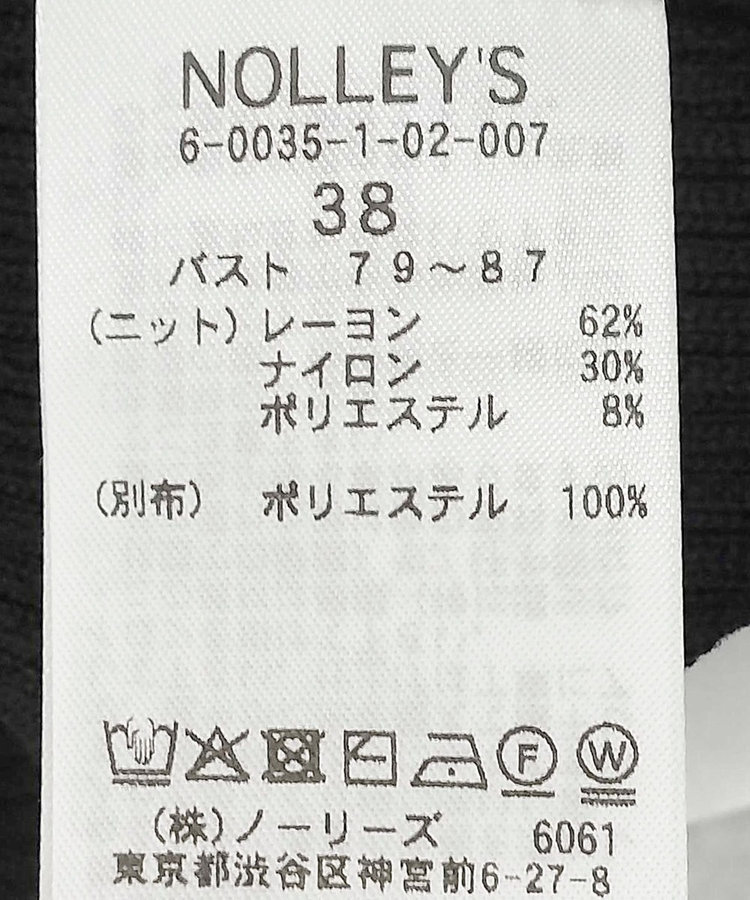 NOLLEY'S
6-0035-1-02-007
38
バスト 79～87
(ニット) レーヨン 62%
ナイロン 30%
ポリエステル 8%
(別布) ポリエステル 100%
F W
(株)ノーリーズ 6061
東京都渋谷区神宮前6-27-8